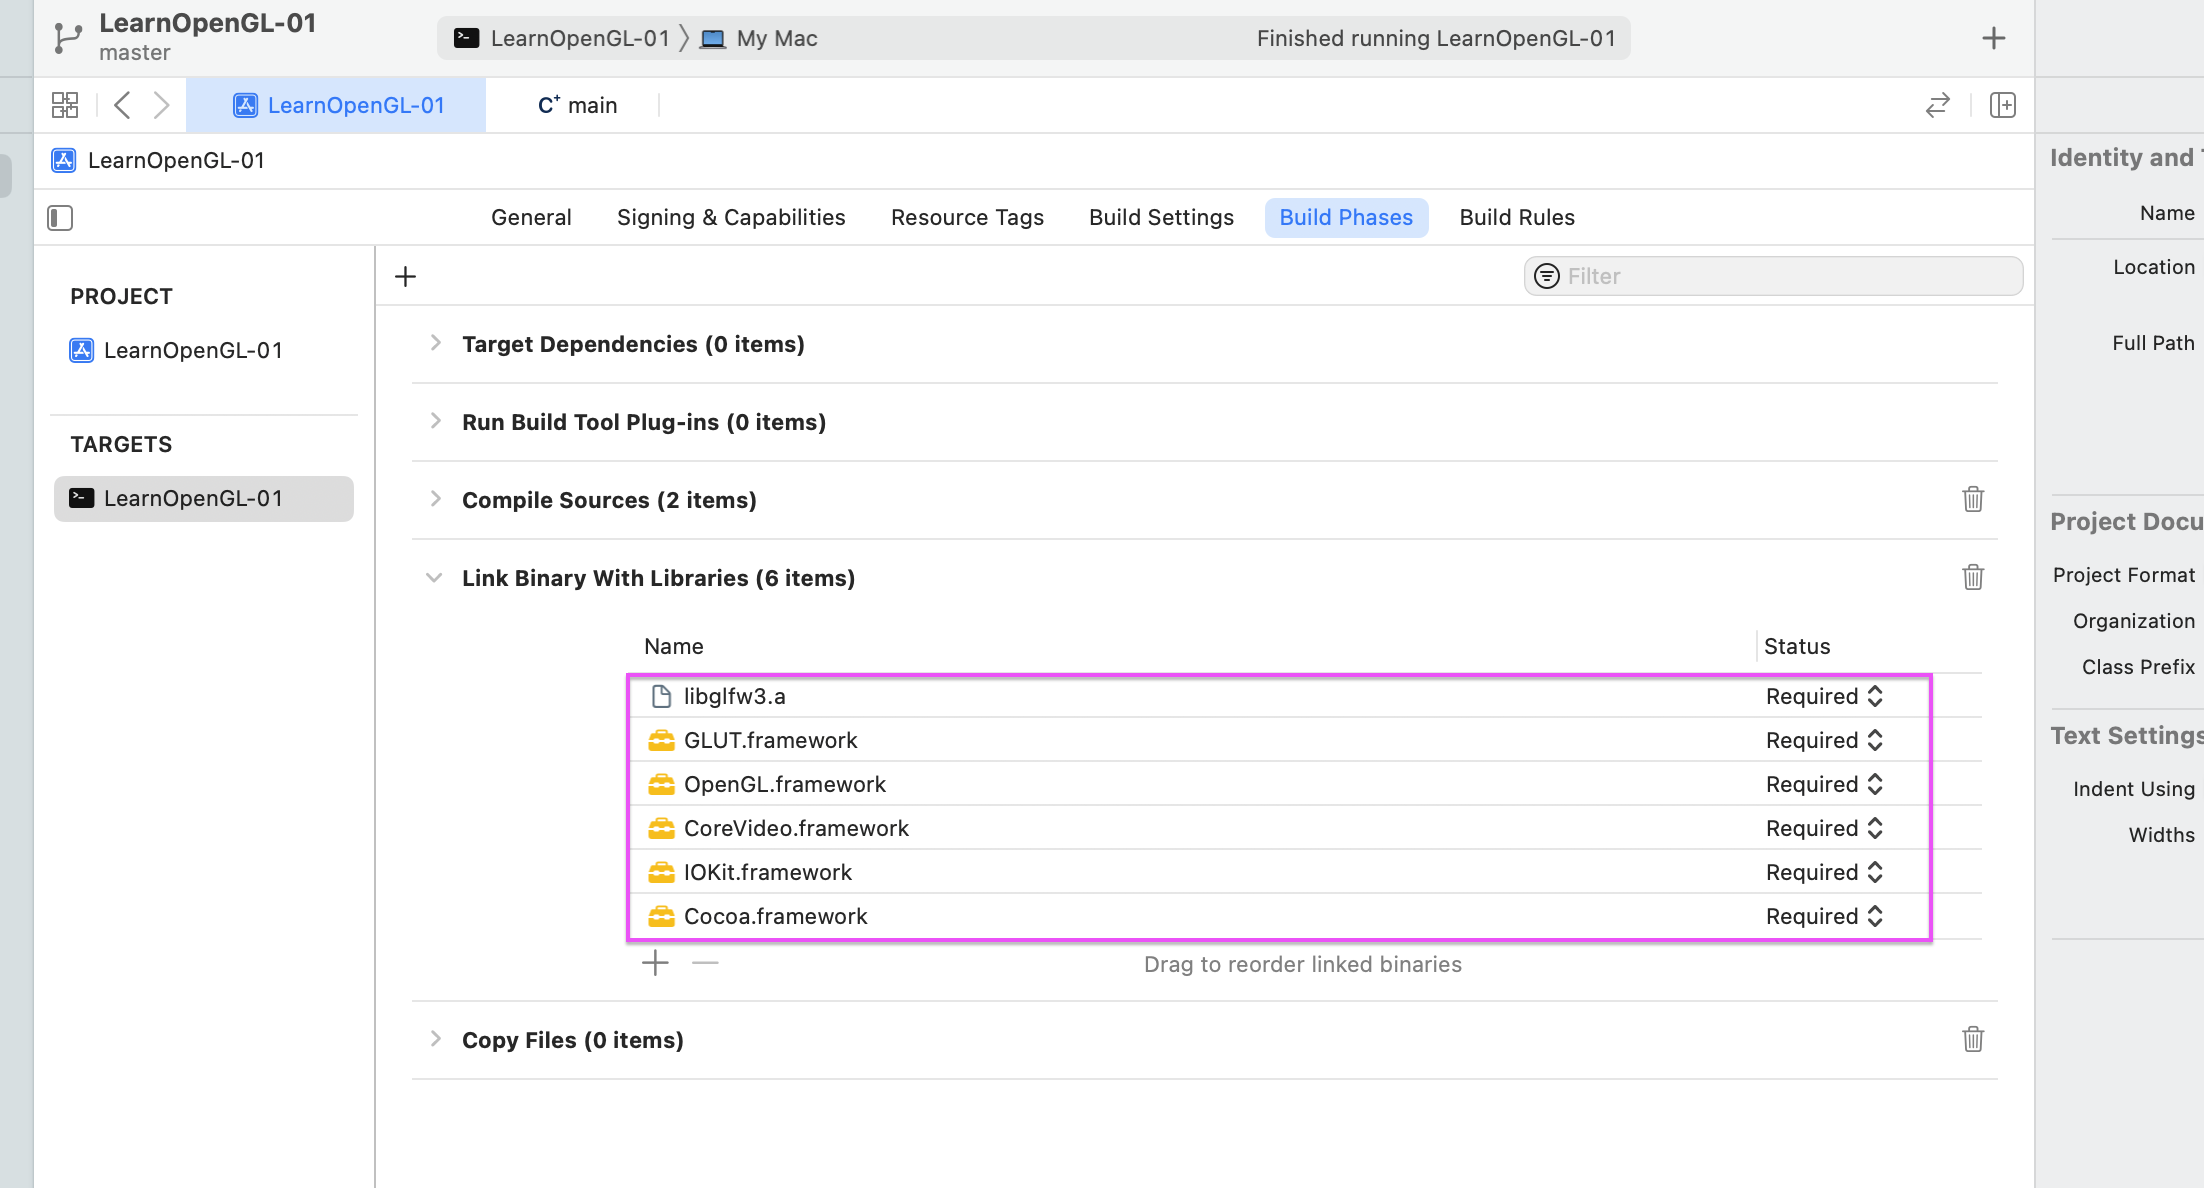 LearnOpenGL-01
master
LearnOpenGL-01 My Mac
Finished running LearnOpenGL-01
LearnOpenGL-01
C+ main
LearnOpenGL-01
General Signing & Capabilities Resource Tags Build Settings Build Phases Build Rules
Filter
PROJECT
LearnOpenGL-01
TARGETS
LearnOpenGL-01
Target Dependencies (0 items)
Run Build Tool Plug-ins (0 items)
Compile Sources (2 items)
Link Binary With Libraries (6 items)
Name Status
libglfw3.a Required
GLUT.framework Required
OpenGL.framework Required
CoreVideo.framework Required
IOKit.framework Required
Cocoa.framework Required
Drag to reorder linked binaries
Copy Files (0 items)
Identity and
Name
Location
Full Path
Project Docu
Project Format
Organization
Class Prefix
Text Settings
Indent Using
Widths